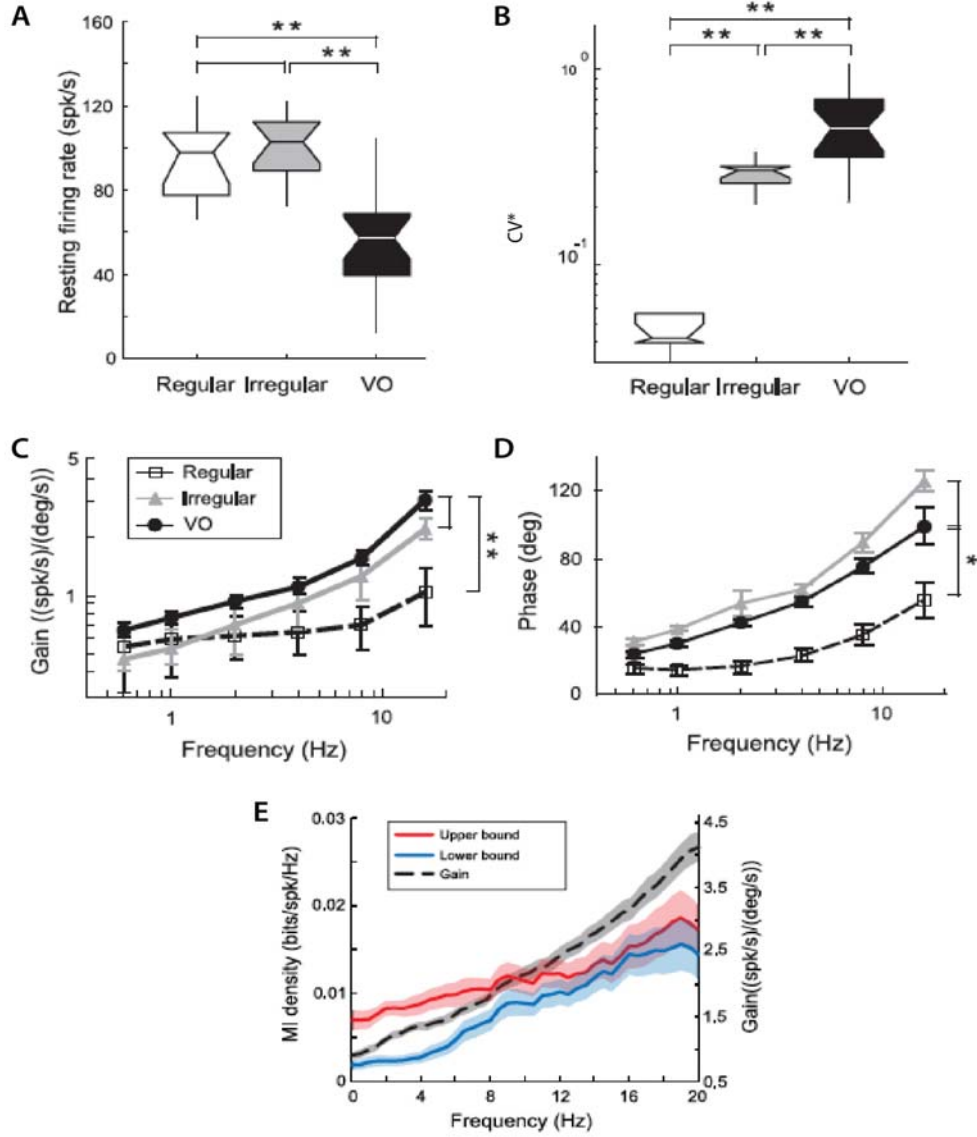 A
160
120
80
40
0
Resting firing rate (spk/s)
**
**
Regular
Irregular
VO
B
10⁰
10⁻¹
CV*
**
**
**
Regular
Irregular
VO
C
5
1
Gain ((spk/s)/(deg/s))
Regular
Irregular
VO
**
1
10
Frequency (Hz)
D
120
80
40
0
Phase (deg)
*
1
10
Frequency (Hz)
E
0.03
0.02
0.01
0
MI density (bits/spk/Hz)
Upper bound
Lower bound
Gain
4.5
3.5
2.5
1.5
0,5
Gain((spk/s)/(deg/s))
0
4
8
12
16
20
Frequency (Hz)